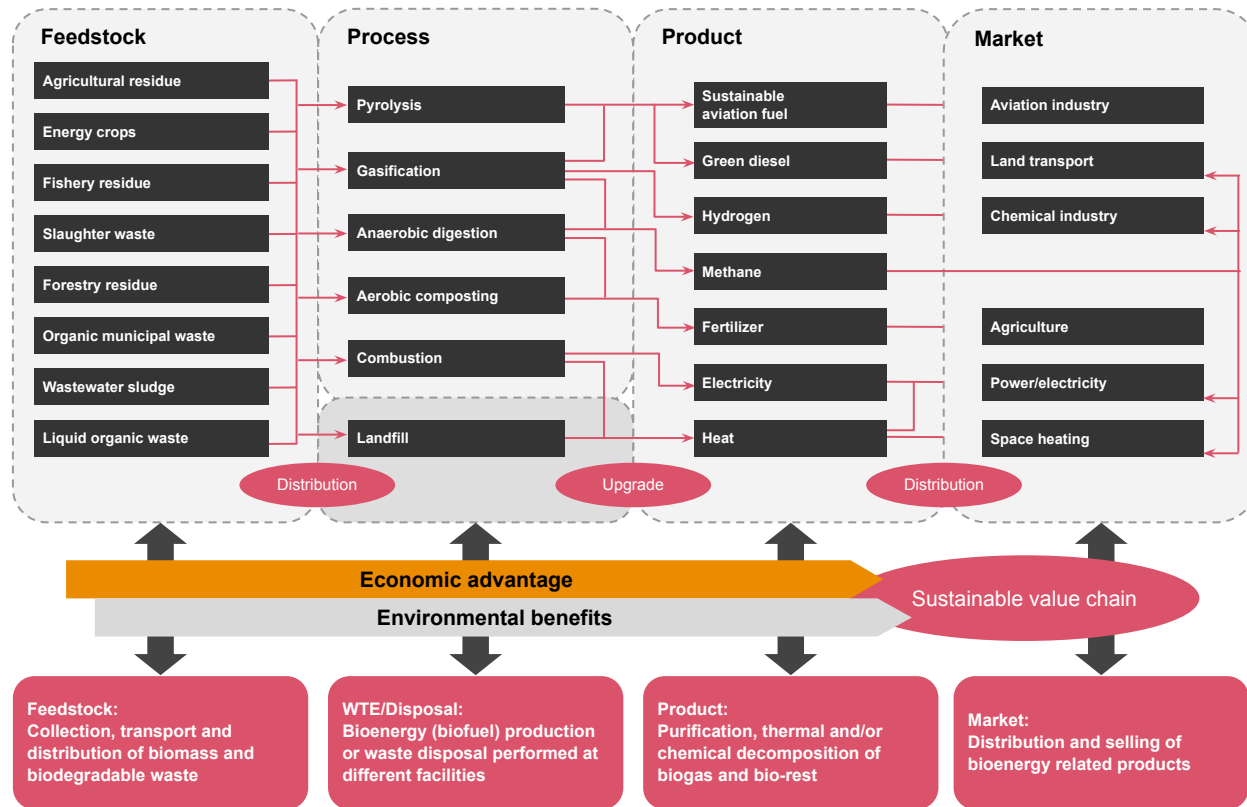 Feedstock
Agricultural residue
Energy crops
Fishery residue
Slaughter waste
Forestry residue
Organic municipal waste
Wastewater sludge
Liquid organic waste
Process
Pyrolysis
Gasification
Anaerobic digestion
Aerobic composting
Combustion
Landfill
Product
Sustainable
aviation fuel
Green diesel
Hydrogen
Methane
Fertilizer
Electricity
Heat
Market
Aviation industry
Land transport
Chemical industry
Agriculture
Power/electricity
Space heating
Distribution
Upgrade
Distribution
Economic advantage
Environmental benefits
Sustainable value chain
Feedstock:
Collection, transport and
distribution of biomass and
biodegradable waste
WTE/Disposal:
Bioenergy (biofuel) production
or waste disposal performed at
different facilities
Product:
Purification, thermal and/or
chemical decomposition of
biogas and bio-rest
Market:
Distribution and selling of
bioenergy related products